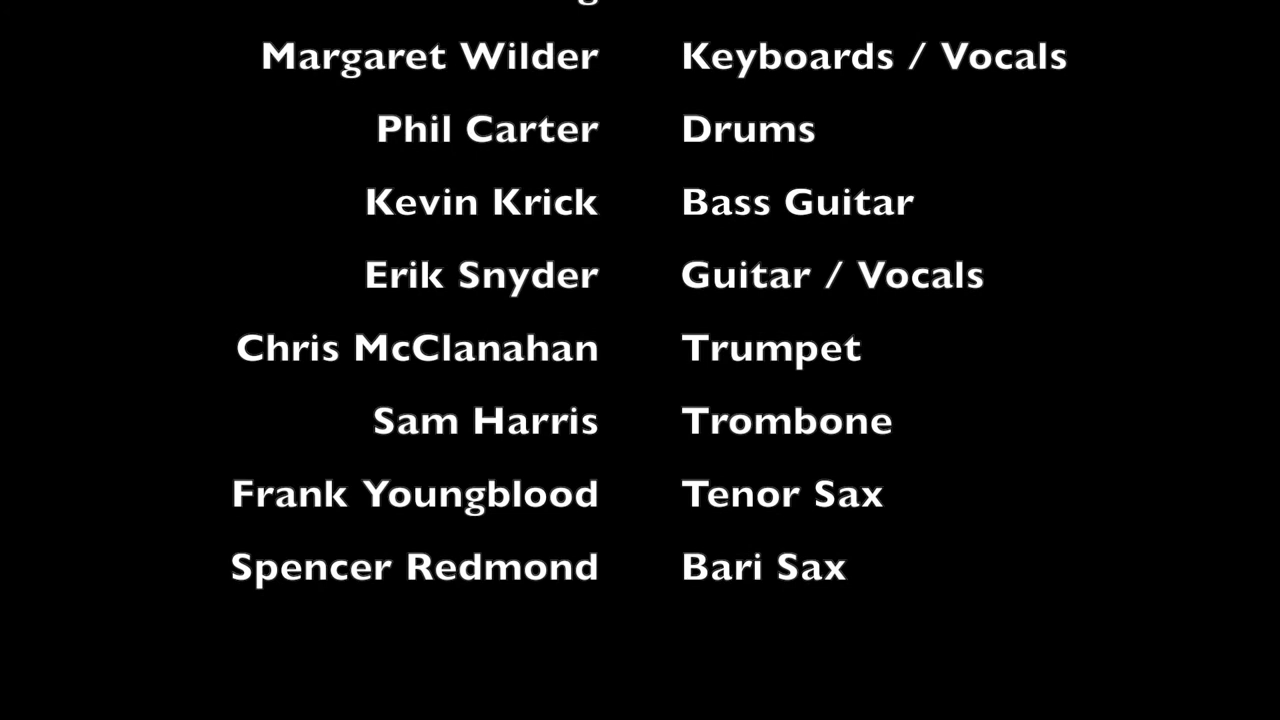 Margaret Wilder Keyboards / Vocals
Phil Carter Drums
Kevin Krick Bass Guitar
Erik Snyder Guitar / Vocals
Chris McClanahan Trumpet
Sam Harris Trombone
Frank Youngblood Tenor Sax
Spencer Redmond Bari Sax